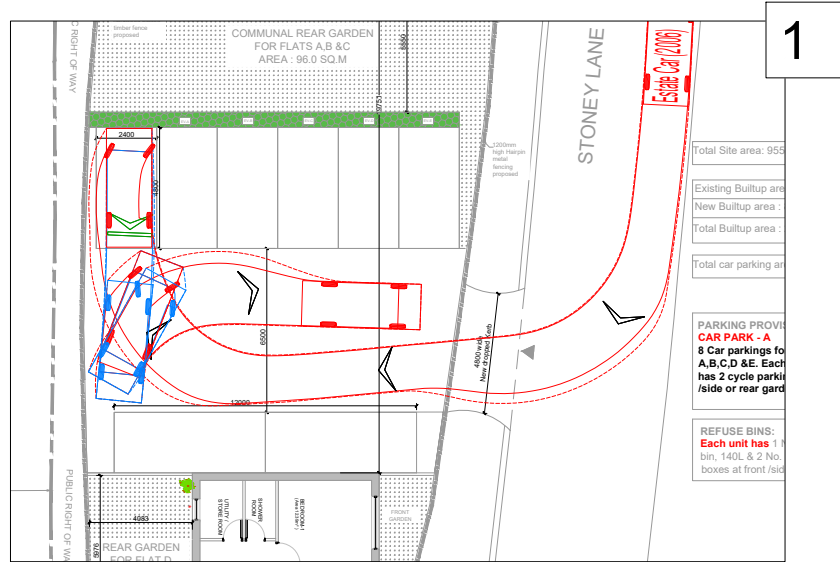 1
timber fence
proposed
COMMUNAL REAR GARDEN
FOR FLATS A,B &C
AREA : 96.0 SQ.M
C RIGHT OF WAY
5550
9751
STONEY LANE
Estate Car (2006)
2400
4800
1200mm
high Hairpin
metal
fencing
proposed
Total Site area: 955
Existing Builtup are
New Builtup area :
Total Builtup area :
Total car parking ar
6500
4800 wide
New dropped Kerb
PARKING PROVIS
CAR PARK - A
8 Car parkings fo
A,B,C,D &E. Each
has 2 cycle parkin
/side or rear gard
12000
REFUSE BINS:
Each unit has 1 N
bin, 140L & 2 No.
boxes at front /sid
PUBLIC RIGHT OF WA
UTILITY /
STORE ROOM
SHOWER
ROOM
BEDROOM-1
FRONT
GARDEN
4083
5976
REAR GARDEN
FOR FLAT D